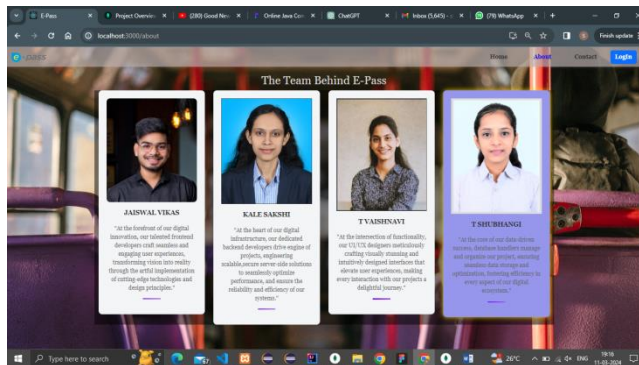 E-Pass
Project Overview
(280) Good New
Online Java Com
ChatGPT
Inbox (5,645) -
(79) WhatsApp
localhost:3000/about
Finish update
e-pass
Home
About
Contact
Login
The Team Behind E-Pass
JAISWAL VIKAS
"At the forefront of our digital
innovation, our talented frontend
developers craft seamless and
engaging user experiences,
transforming vision into reality
through the artful implementation
of cutting-edge technologies and
design principles."
KALE SAKSHI
"At the heart of our digital
infrastructure, our dedicated
backend developers drive engine of
projects, engineering
scalable,secure server-side solutions
to seamlessly optimize
performance, and ensure the
reliability and efficiency of our
systems."
T VAISHNAVI
"At the intersection of functionality,
our UI/UX designers meticulously
crafting visually stunning and
intuitively designed interfaces that
elevate user experiences, making
every interaction with our projects a
delightful journey."
T SHUBHANGI
"At the core of our data driven
success, database handlers manage
and organize our project, ensuring
seamless data storage and
optimization, fostering efficiency in
every aspect of our digital
ecosystem."
Type here to search
26°C
ENG
19:16
11-03-2024